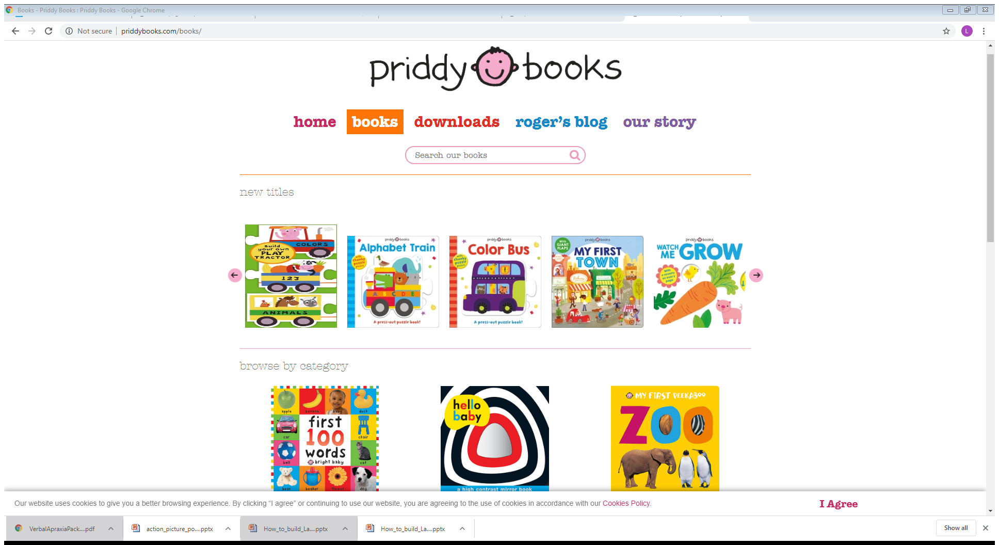 Books - Priddy Books : Priddy Books - Google Chrome
Not secure | priddybooks.com/books/
L
priddy books
home books downloads roger's blog our story
Search our books
new titles
COLORS
Build your own
PLAY
TRACTOR
123
ANIMALS
priddy books
Alphabet Train
with chunky puzzle pieces
A B C D E
A press-out puzzle book!
priddy books
Color Bus
with chunky puzzle pieces
A press-out puzzle book!
With GIANT FLAPS
priddy books
MY FIRST
TOWN
Bakery
priddy books
WATCH ME GROW
With a novelty on every page
browse by category
apple banana baby duck
first
100
words
bright baby
car chair
ball cat
bear beaker flower dog
hello
baby
a high contrast mirror book
MY FIRST PEEKABOO
ZOO
Our website uses cookies to give you a better browsing experience. By clicking “I agree” or continuing to use our website, you are agreeing to the use of cookies in accordance with our Cookies Policy.
I Agree
VerbalApraxiaPack....pdf
action_picture_po....pptx
How_to_build_La....pptx
How_to_build_La....pptx
Show all